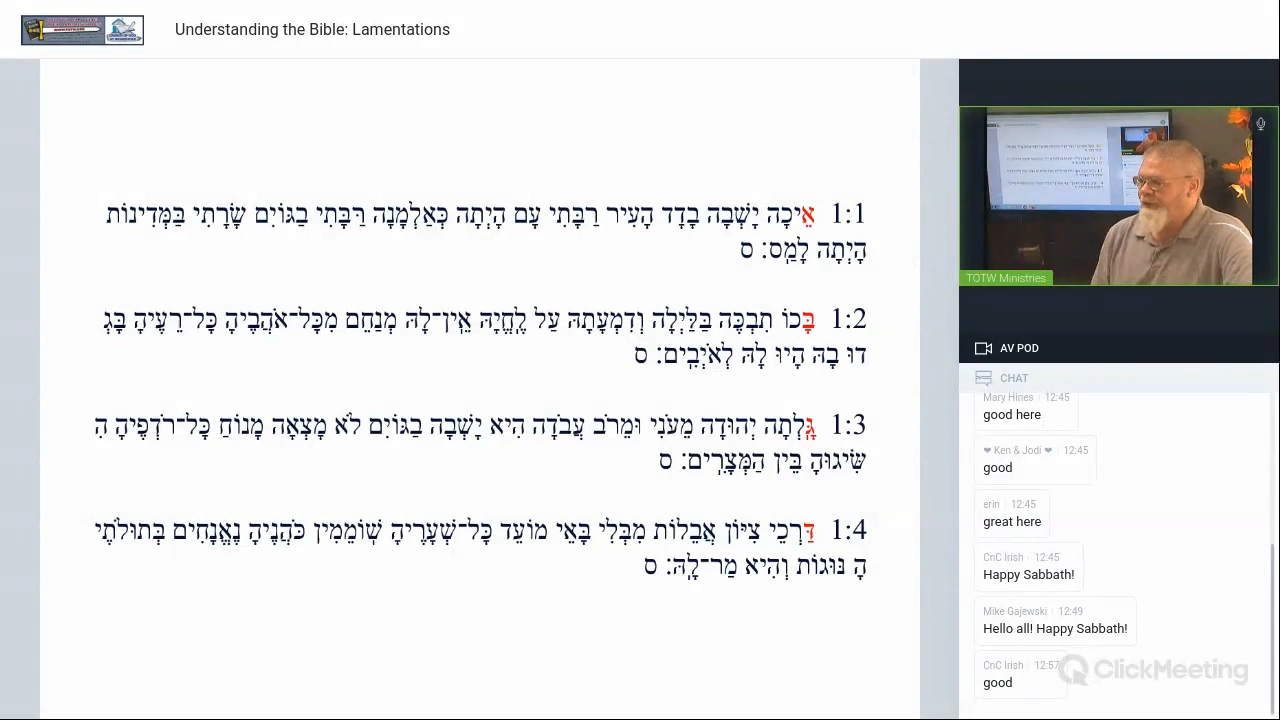 Understanding the Bible: Lamentations
1:1 אֵיכָה יָשְׁבָה בָדָד הָעִיר רַבָּתִי עָם הָיְתָה כְּאַלְמָנָה רַבָּתִי בַגּוֹיִם שָׂרָתִי בַּמְּדִינוֹת
הָיְתָה לָמַס׃ ס
1:2 בָּכוֹ תִבְכֶּה בַּלַּיְלָה וְדִמְעָתָהּ עַל לֶחֱיָהּ אֵין־לָהּ מְנַחֵם מִכָּל־אֹהֲבֶיהָ כָּל־רֵעֶיהָ בָּגְ
דוּ בָהּ הָיוּ לָהּ לְאֹיְבִים׃ ס
1:3 גָּלְתָה יְהוּדָה מֵעֹנִי וּמֵרֹב עֲבֹדָה הִיא יָשְׁבָה בַגּוֹיִם לֹא מָצְאָה מָנוֹחַ כָּל־רֹדְפֶיהָ הִ
שִּׂיגוּהָ בֵּין הַמְּצָרִים׃ ס
1:4 דַּרְכֵי צִיּוֹן אֲבֵלוֹת מִבְּלִי בָּאֵי מוֹעֵד כָּל־שְׁעָרֶיהָ שׁוֹמֵמִין כֹּהֲנֶיהָ נֶאֱנָחִים בְּתוּלֹתֶי
הָ נּוּגוֹת וְהִיא מַר־לָהּ׃ ס
TOTW Ministries
AV POD
CHAT
Mary Hines 12:45
good here
❤ Ken & Jodi ❤ 12:45
good
erin 12:45
great here
CnC Irish 12:45
Happy Sabbath!
Mike Gajewski 12:49
Hello all! Happy Sabbath!
CnC Irish 12:57
good
ClickMeeting